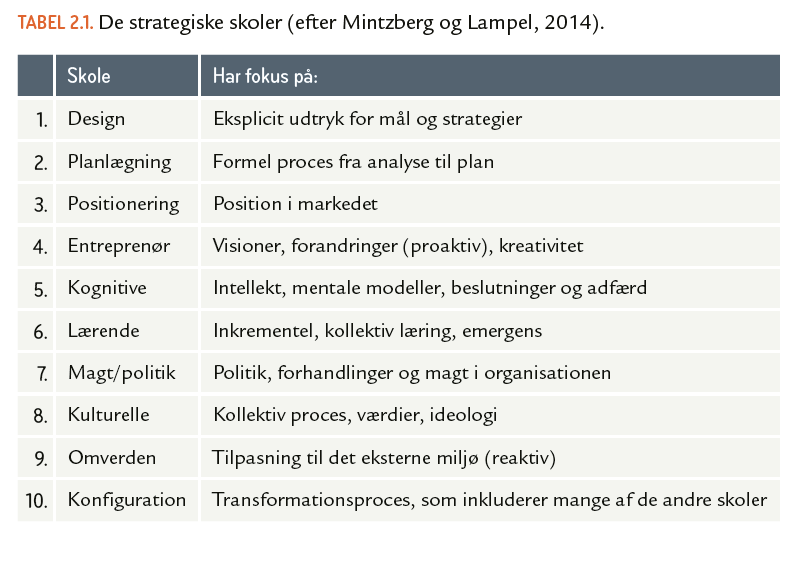 TABEL 2.1. De strategiske skoler (efter Mintzberg og Lampel, 2014).
Skole Har fokus på:
1. Design Eksplicit udtryk for mål og strategier
2. Planlægning Formel proces fra analyse til plan
3. Positionering Position i markedet
4. Entreprenør Visioner, forandringer (proaktiv), kreativitet
5. Kognitive Intellekt, mentale modeller, beslutninger og adfærd
6. Lærende Inkrementel, kollektiv læring, emergens
7. Magt/politik Politik, forhandlinger og magt i organisationen
8. Kulturelle Kollektiv proces, værdier, ideologi
9. Omverden Tilpasning til det eksterne miljø (reaktiv)
10. Konfiguration Transformationsproces, som inkluderer mange af de andre skoler